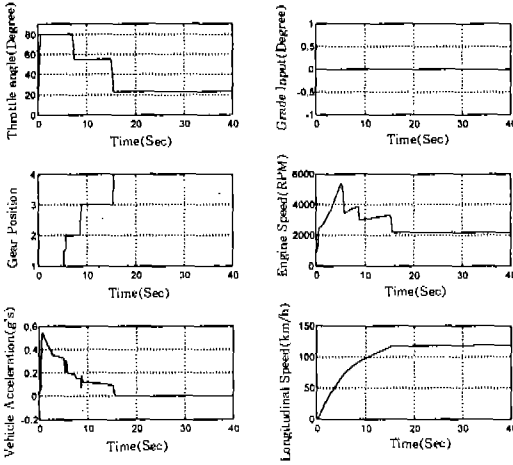 Throttle angle(Degree)
80
60
40
20
0
0 10 20 30 40
Time(Sec)
Grade Input(Degree)
1
0.5
0
-0.5
-1
0 10 20 30 40
Time(Sec)
Gear Position
4
3
2
1
0 10 20 30 40
Time(Sec)
Engine Speed(RPM)
6000
4000
2000
0
0 10 20 30 40
Time(Sec)
Vehicle Acceleration(g's)
0.6
0.4
0.2
0
-0.2
0 10 20 30 40
Time(Sec)
Longitudinal Speed(km/h)
150
100
50
0
0 10 20 30 40
Time(Sec)